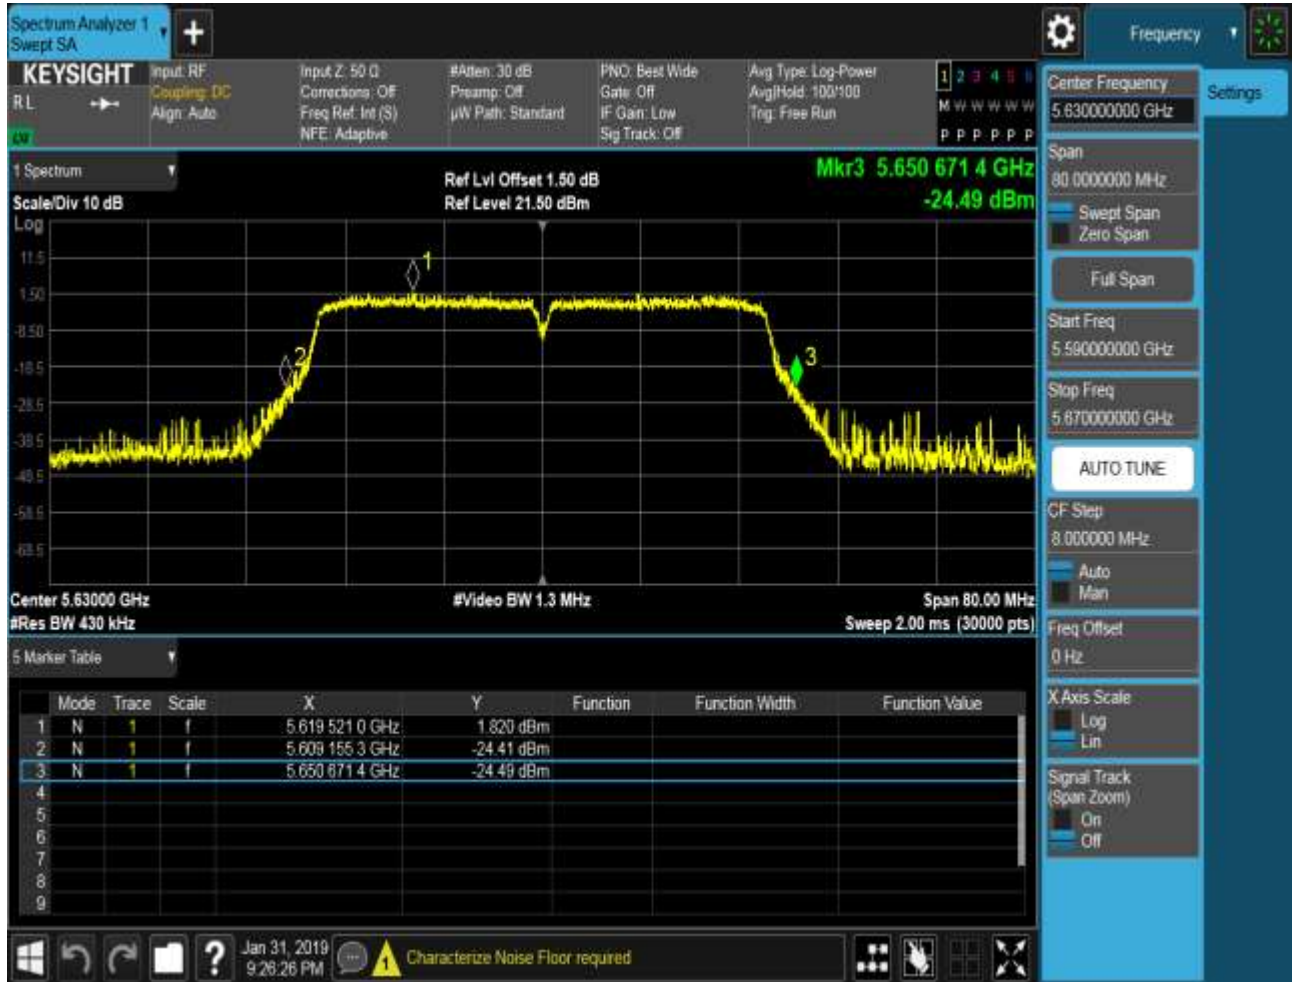 Spectrum Analyzer 1
Swept SA
+
Frequency
KEYSIGHT
RL
Input: RF
Coupling: DC
Align: Auto
Input Z: 50 Ω
Corrections: Off
Freq Ref: Int (S)
NFE: Adaptive
#Atten: 30 dB
Preamp: Off
µW Path: Standard
PNO: Best Wide
Gate: Off
IF Gain: Low
Sig Track: Off
Avg Type: Log-Power
Avg|Hold: 100/100
Trig: Free Run
1 2 3 4 5 6
M W W W W W
P P P P P P
1 Spectrum
Scale/Div 10 dB
Ref Lvl Offset 1.50 dB
Ref Level 21.50 dBm
Mkr3 5.650 671 4 GHz
-24.49 dBm
Log
11.5
1.50
-8.50
-18.5
-28.5
-38.5
-48.5
-58.5
-68.5
1
2
3
Center 5.63000 GHz
#Video BW 1.3 MHz
Span 80.00 MHz
#Res BW 430 kHz
Sweep 2.00 ms (30000 pts)
5 Marker Table
Mode Trace Scale X Y Function Function Width Function Value
1 N 1 f 5.619 521 0 GHz 1.820 dBm
2 N 1 f 5.609 155 3 GHz -24.41 dBm
3 N 1 f 5.650 671 4 GHz -24.49 dBm
4
5
6
7
8
9
Jan 31, 2019
9:26:26 PM
?
1
Characterize Noise Floor required
Center Frequency
5.630000000 GHz
Settings
Span
80.0000000 MHz
Swept Span
Zero Span
Full Span
Start Freq
5.590000000 GHz
Stop Freq
5.670000000 GHz
AUTO TUNE
CF Step
8.000000 MHz
Auto
Man
Freq Offset
0 Hz
X Axis Scale
Log
Lin
Signal Track
(Span Zoom)
On
Off